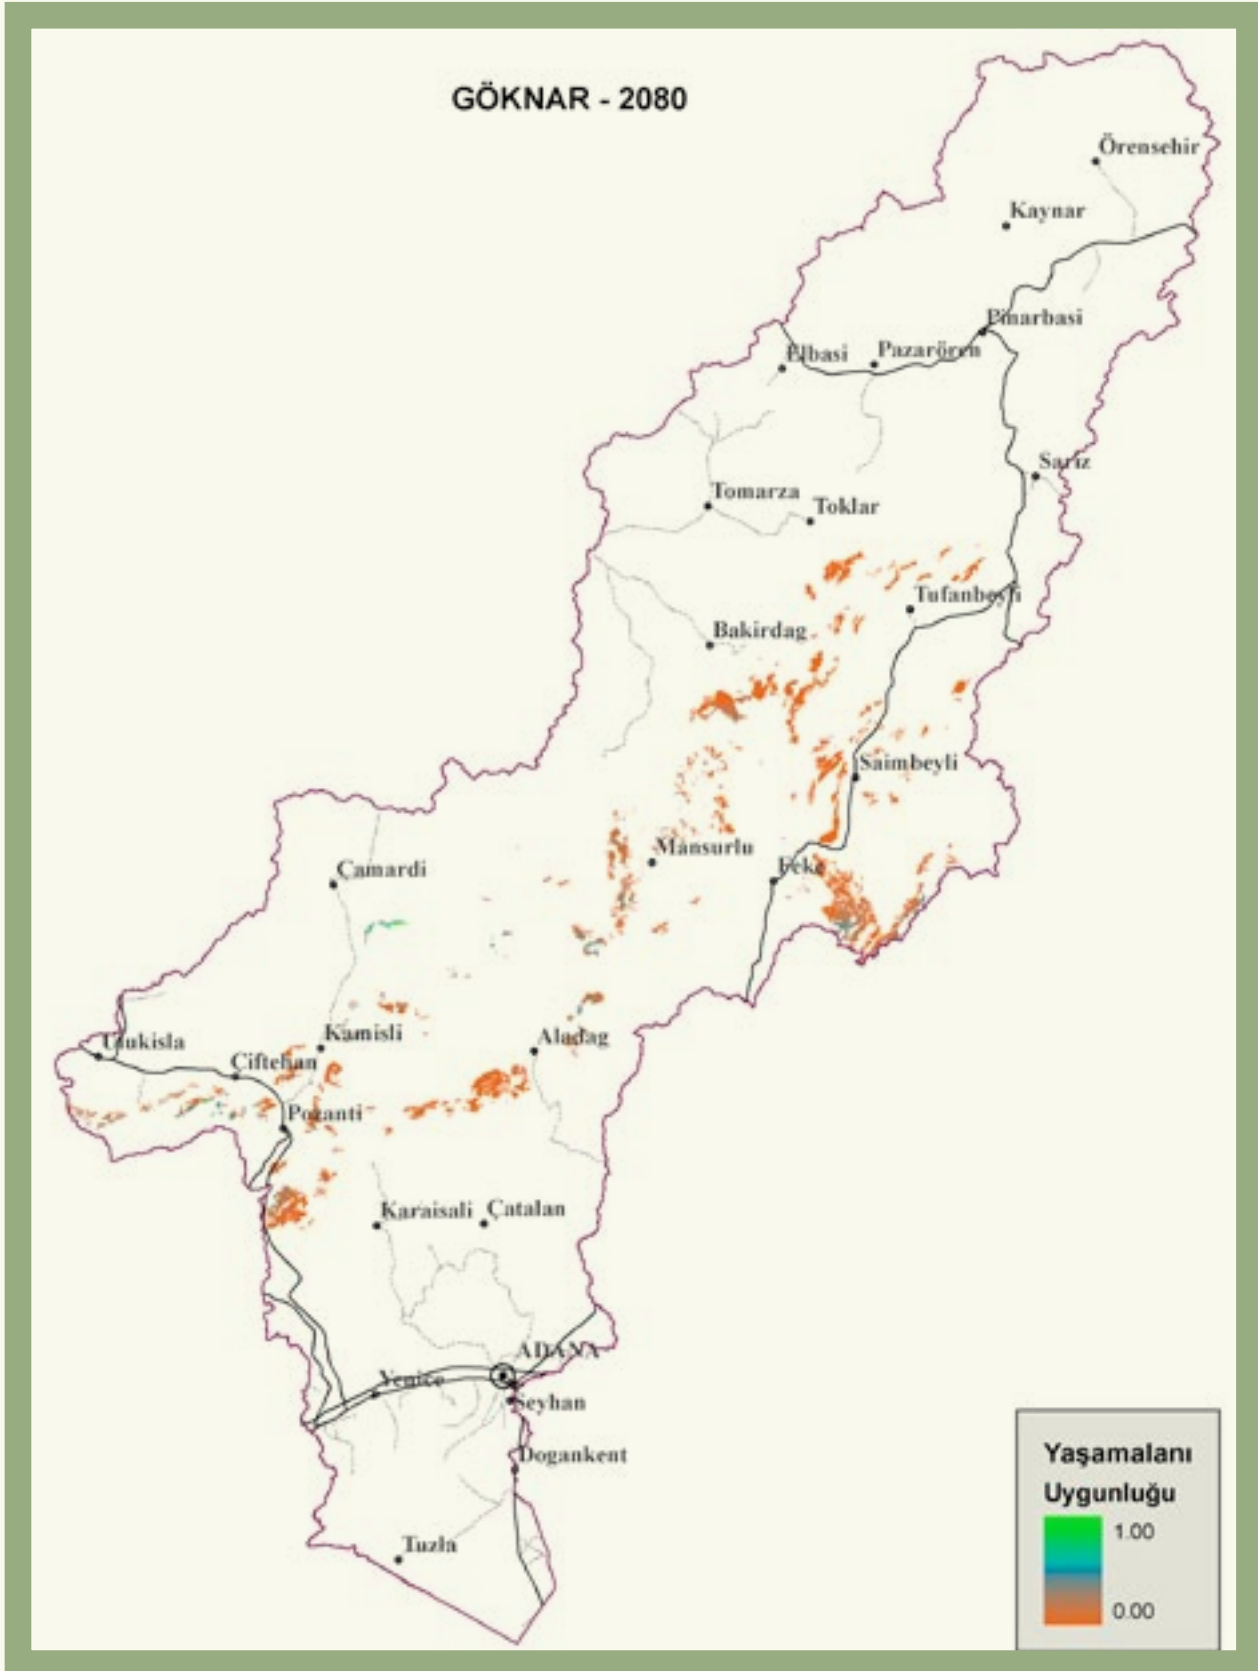 GÖKNAR - 2080
Örensehir
Kaynar
Pinarbasi
Elbasi
Pazarören
Sariz
Tomarza
Toklar
Tufanbeyli
Bakirdag
Saimbeyli
Mansurlu
Feke
Çamardi
Kamisli
Aladag
Ulukisla
Ciftehan
Pozanti
Karaisali
Çatalan
ADANA
Yenice
Seyhan
Dogankent
Tuzla
Yaşamalanı
Uygunluğu
1.00
0.00